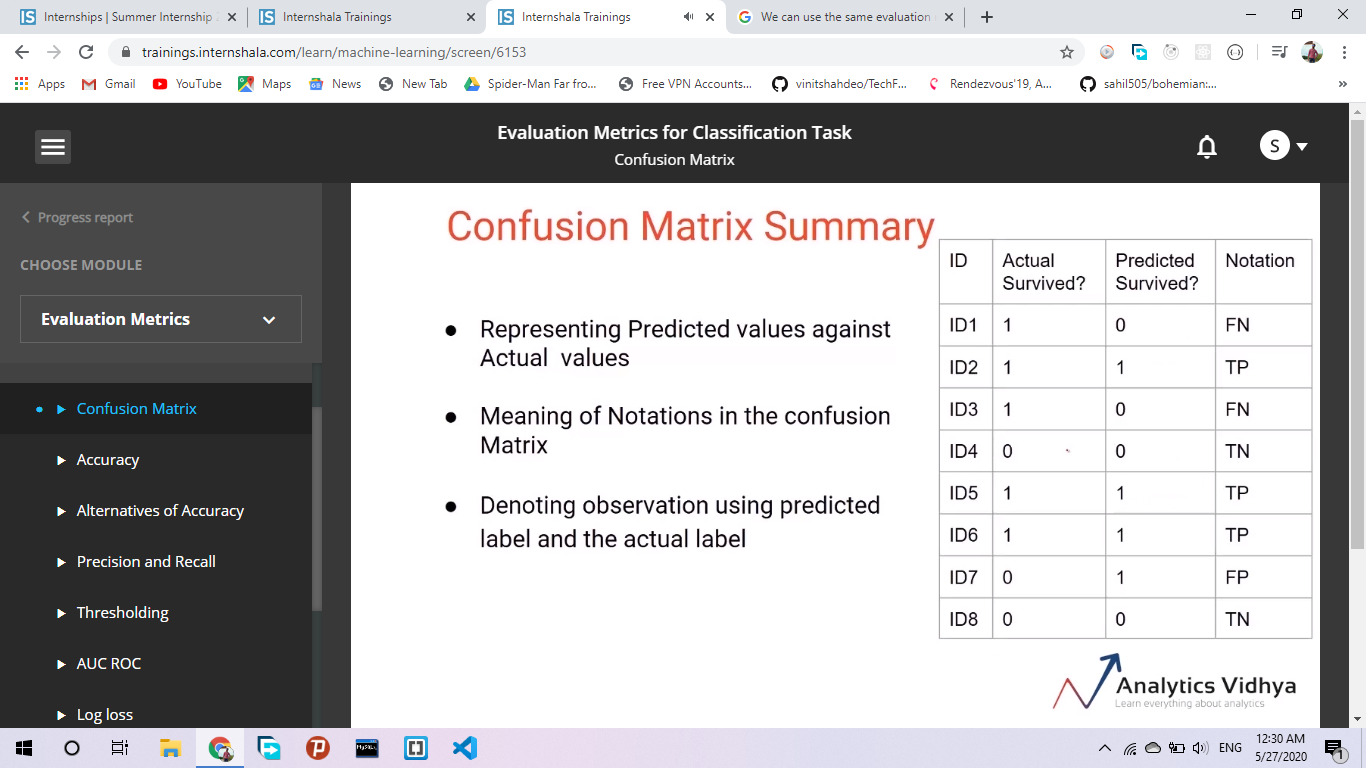 Internships | Summer Internship
Internshala Trainings
Internshala Trainings
We can use the same evaluation
trainings.internshala.com/learn/machine-learning/screen/6153
Apps
Gmail
YouTube
Maps
News
New Tab
Spider-Man Far fro...
Free VPN Accounts...
vinitshahdeo/TechF...
Rendezvous'19, A...
sahil505/bohemian:...
»
Evaluation Metrics for Classification Task
Confusion Matrix
S
Progress report
CHOOSE MODULE
Evaluation Metrics
Confusion Matrix
Accuracy
Alternatives of Accuracy
Precision and Recall
Thresholding
AUC ROC
Log loss
Confusion Matrix Summary
● Representing Predicted values against
Actual values
● Meaning of Notations in the confusion
Matrix
● Denoting observation using predicted
label and the actual label
ID Actual Survived? Predicted Survived? Notation
ID1 1 0 FN
ID2 1 1 TP
ID3 1 0 FN
ID4 0 0 TN
ID5 1 1 TP
ID6 1 1 TP
ID7 0 1 FP
ID8 0 0 TN
Analytics Vidhya
Learn everything about analytics
ENG
12:30 AM
5/27/2020
1